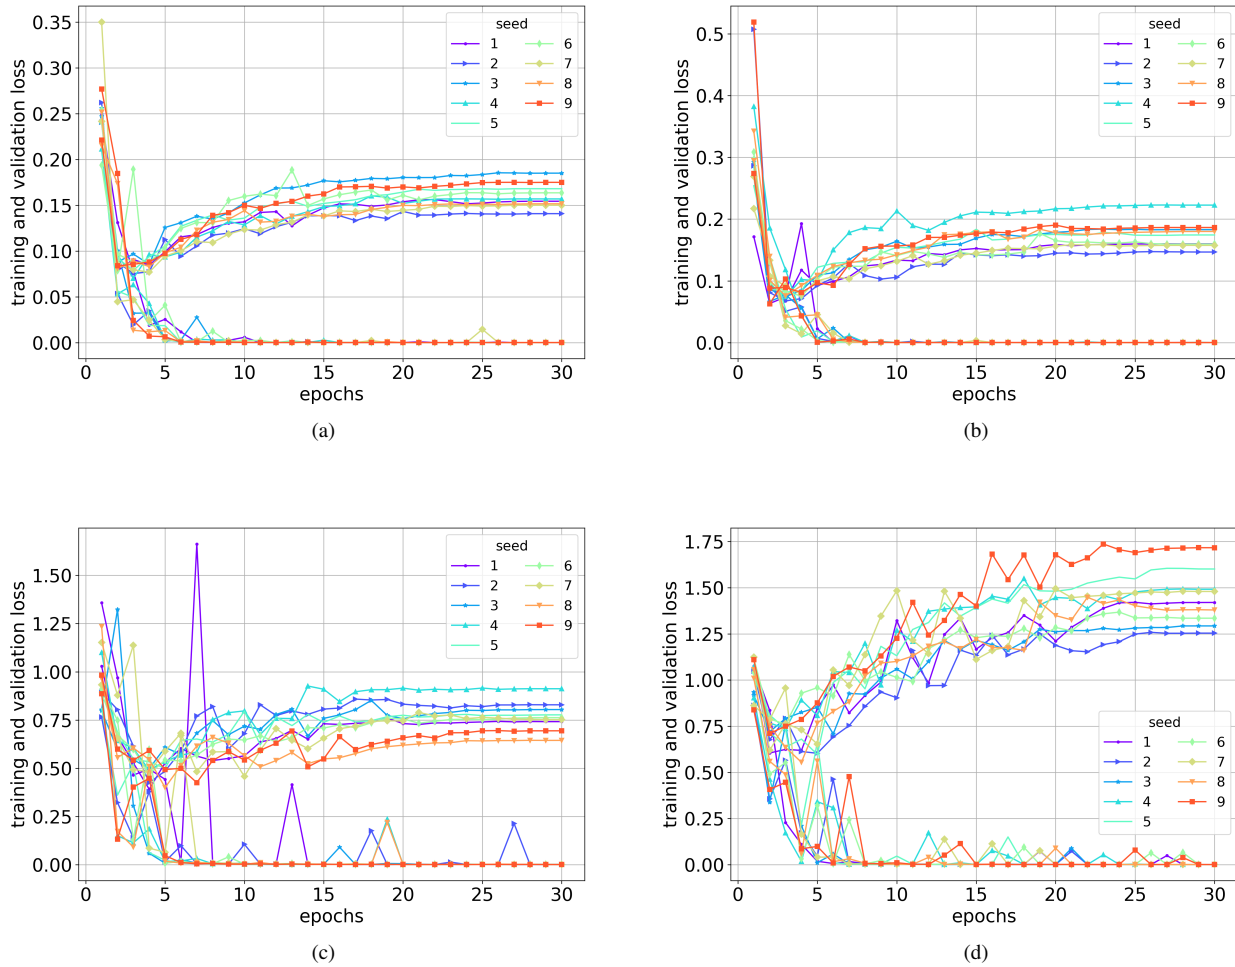 training and validation loss
0.35
0.30
0.25
0.20
0.15
0.10
0.05
0.00
seed
1 6
2 7
3 8
4 9
5
0 5 10 15 20 25 30
epochs
(a)
training and validation loss
0.5
0.4
0.3
0.2
0.1
0.0
seed
1 6
2 7
3 8
4 9
5
0 5 10 15 20 25 30
epochs
(b)
training and validation loss
1.50
1.25
1.00
0.75
0.50
0.25
0.00
seed
1 6
2 7
3 8
4 9
5
0 5 10 15 20 25 30
epochs
(c)
training and validation loss
1.75
1.50
1.25
1.00
0.75
0.50
0.25
0.00
seed
1 6
2 7
3 8
4 9
5
0 5 10 15 20 25 30
epochs
(d)